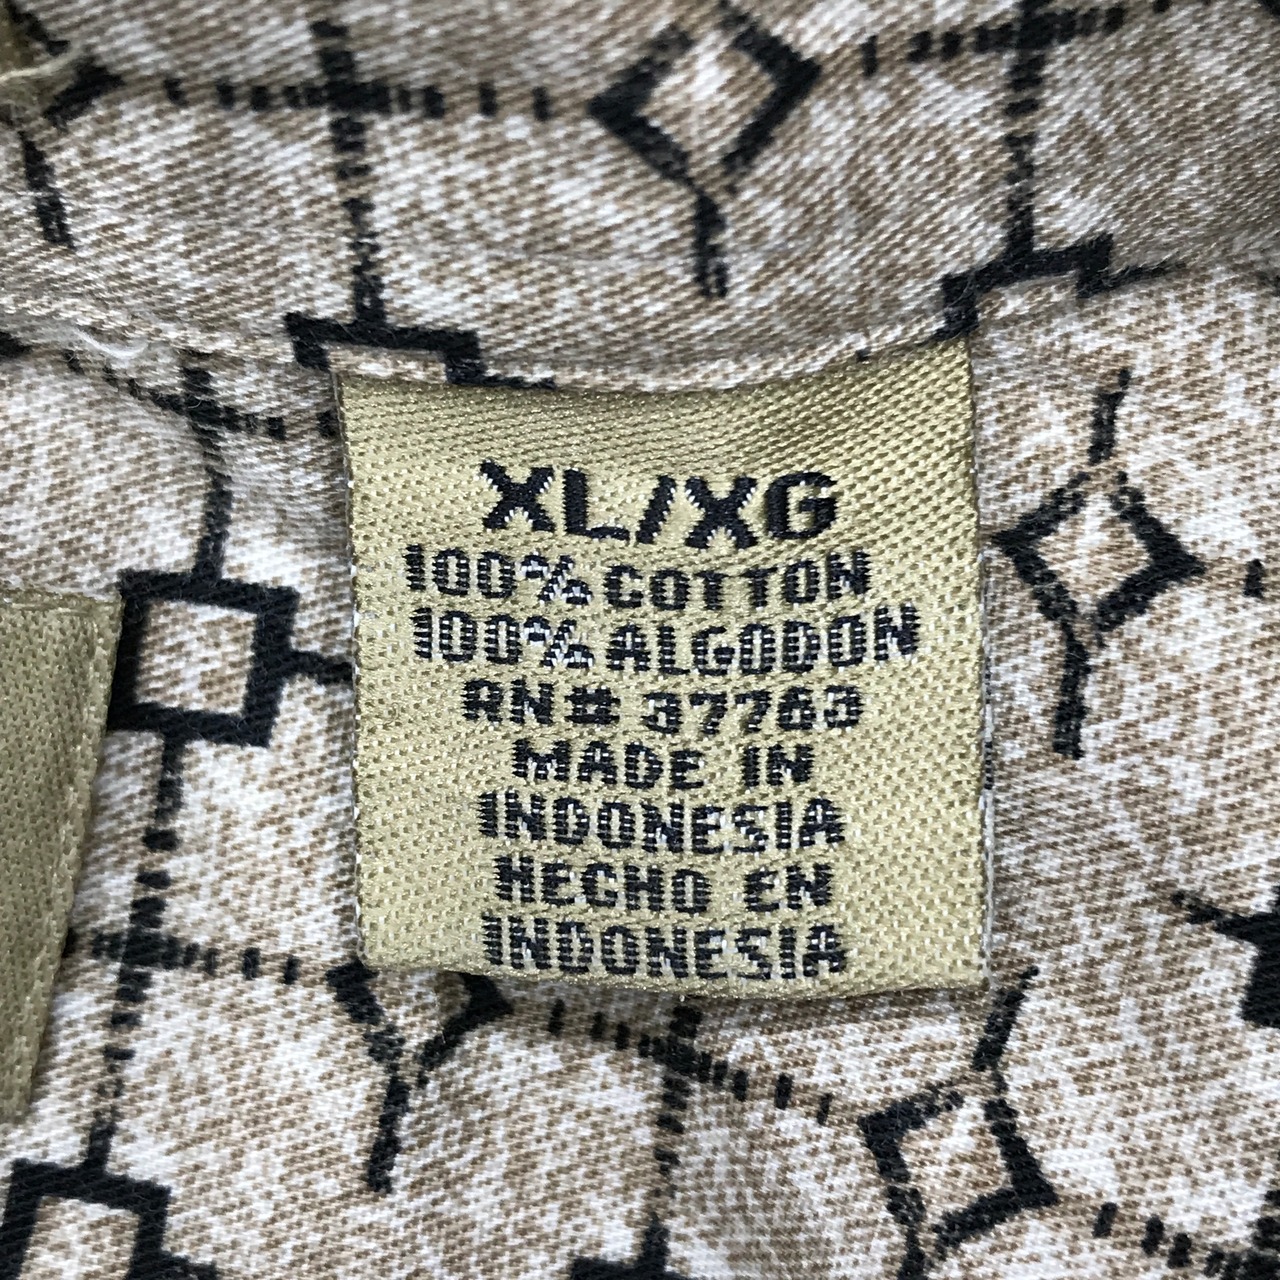 XL/XG
100% COTTON
100% ALGODON
RN# 37763
MADE IN
INDONESIA
HECHO EN
INDONESIA